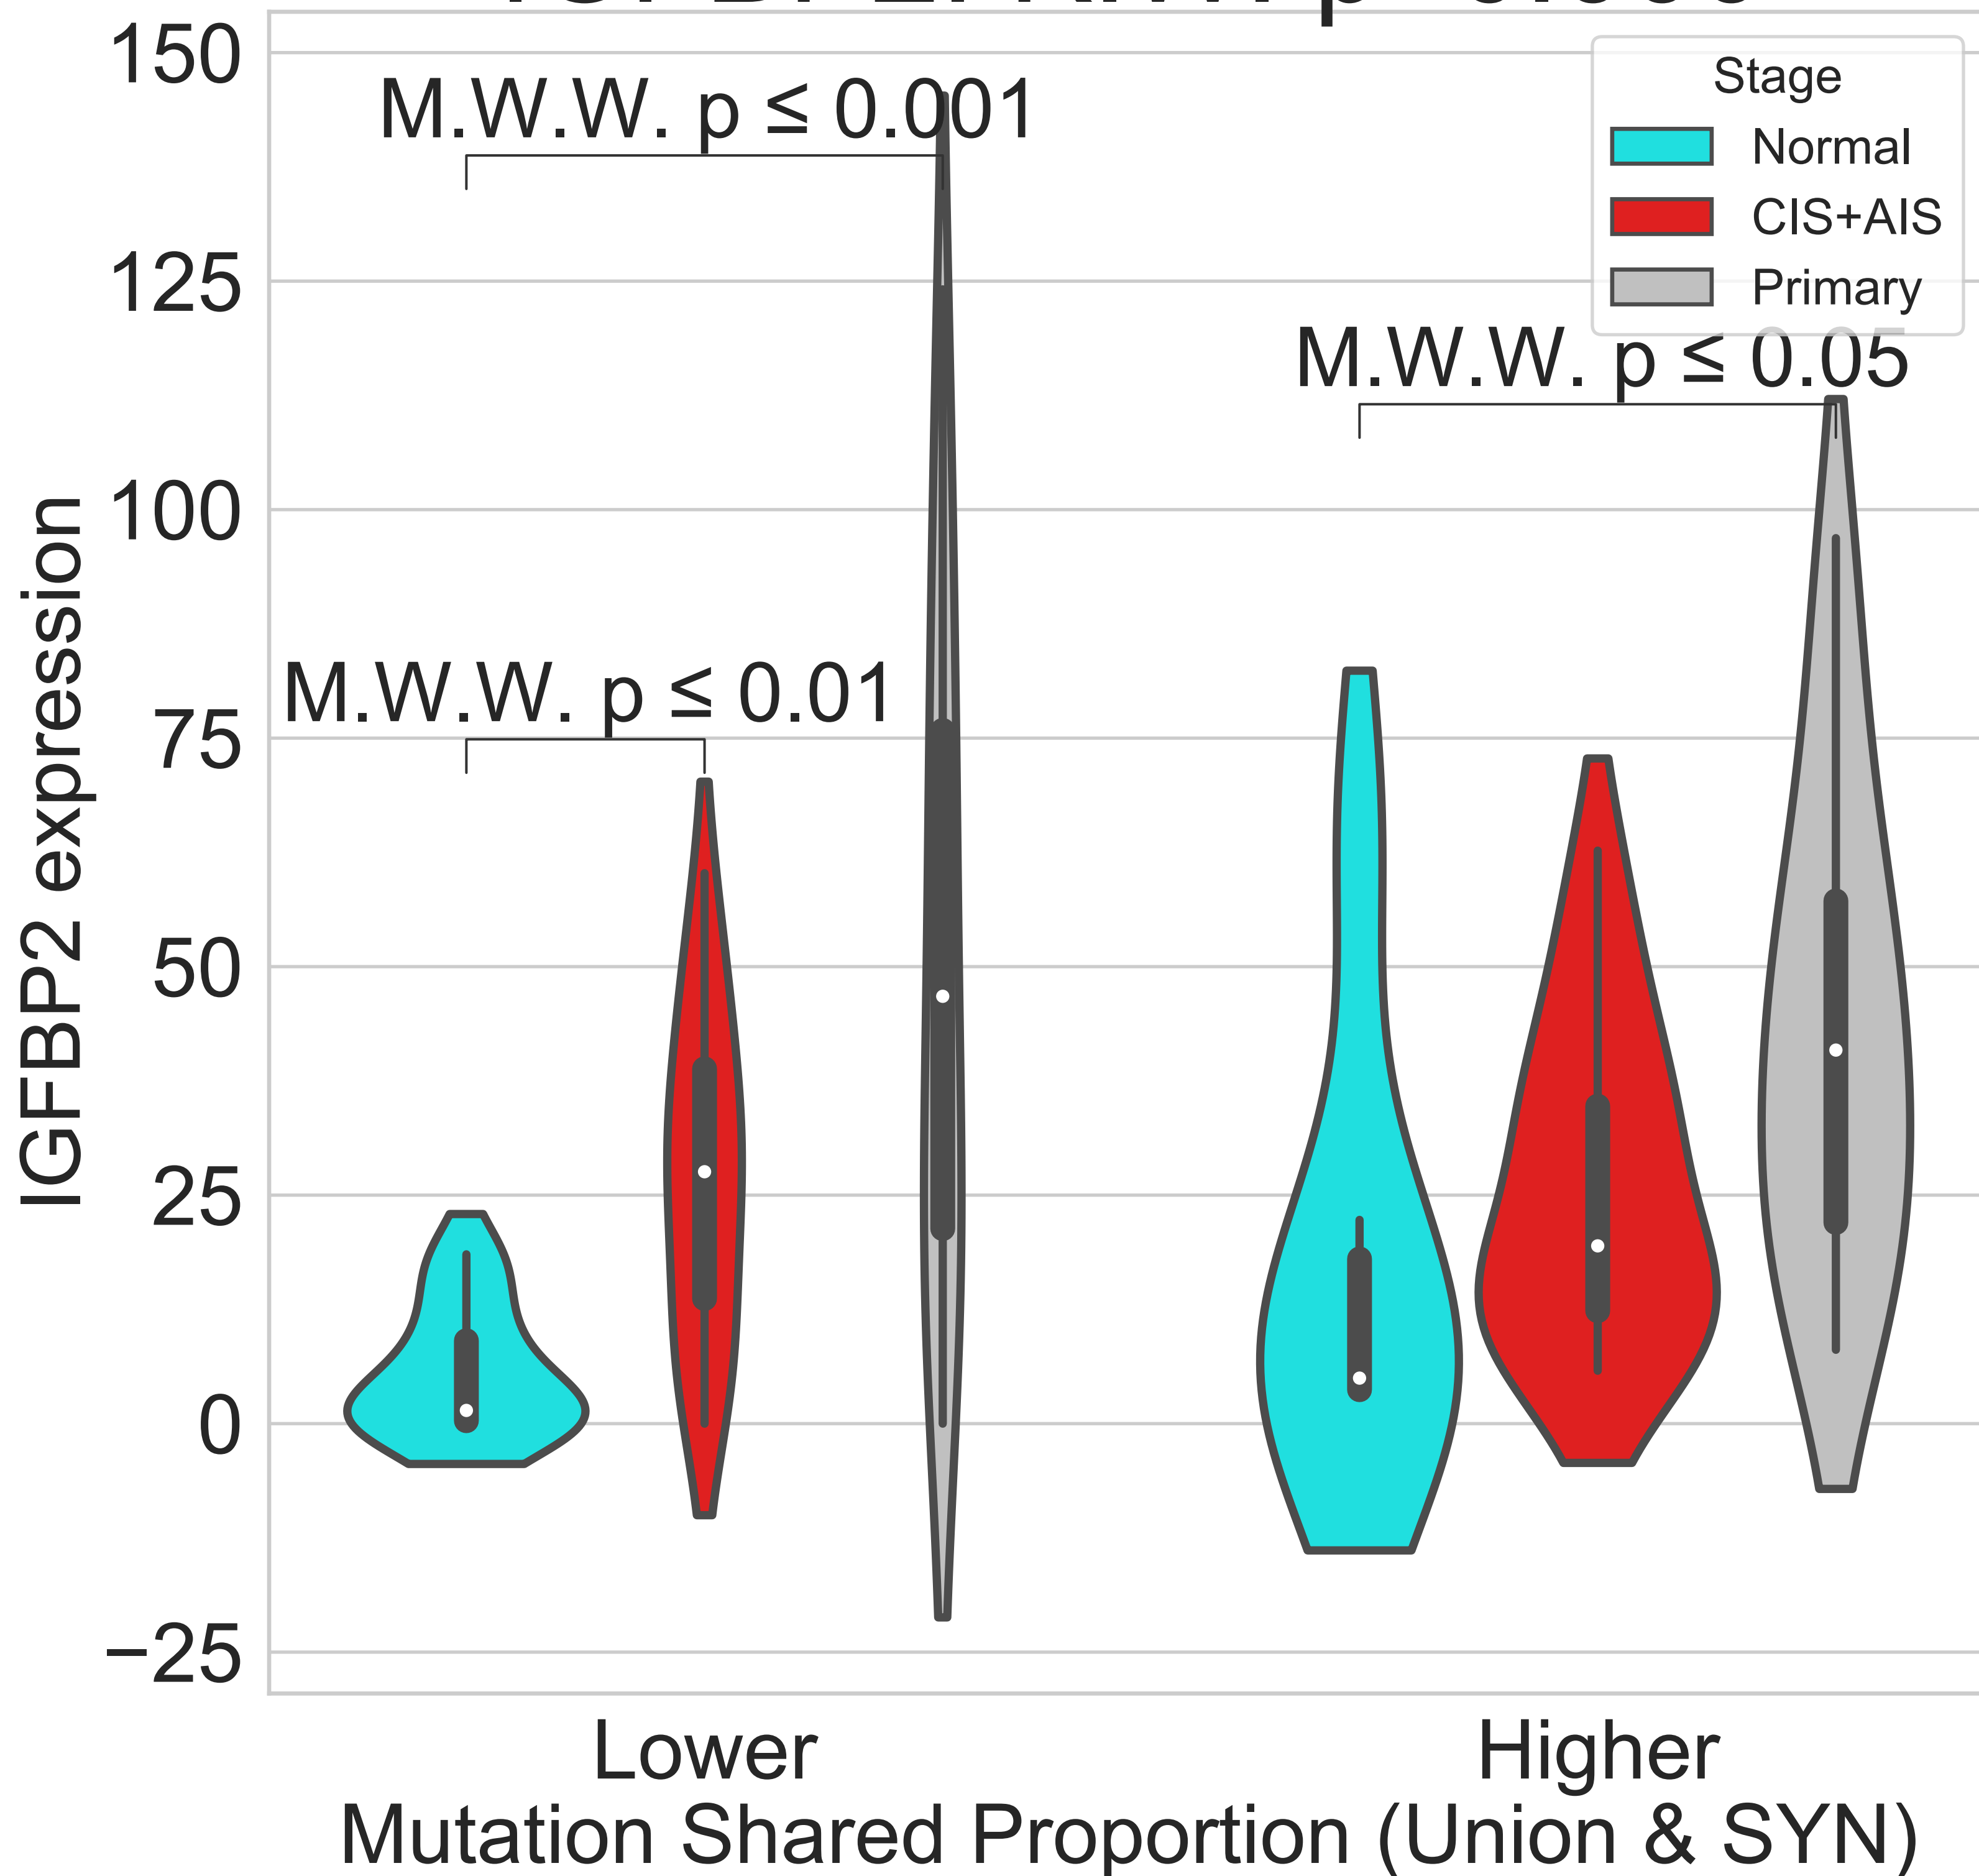 150
125
100
75
50
25
0
−25
IGFBP2 expression
M.W.W. p ≤ 0.001
M.W.W. p ≤ 0.01
M.W.W. p ≤ 0.05
Stage
Normal
CIS+AIS
Primary
Lower
Higher
Mutation Shared Proportion (Union & SYN)